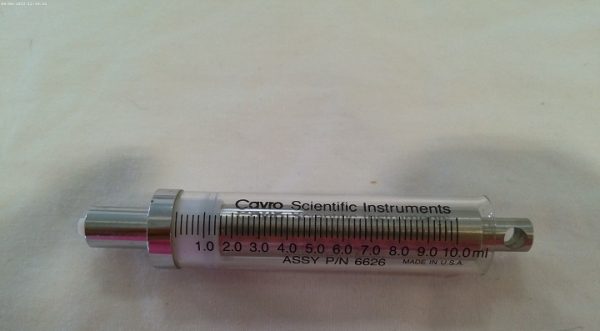 Cavro Scientific Instruments
1.0 2.0 3.0 4.0 5.0 6.0 7.0 8.0 9.0 10.0 ml
ASSY P/N 6626 MADE IN U.S.A.